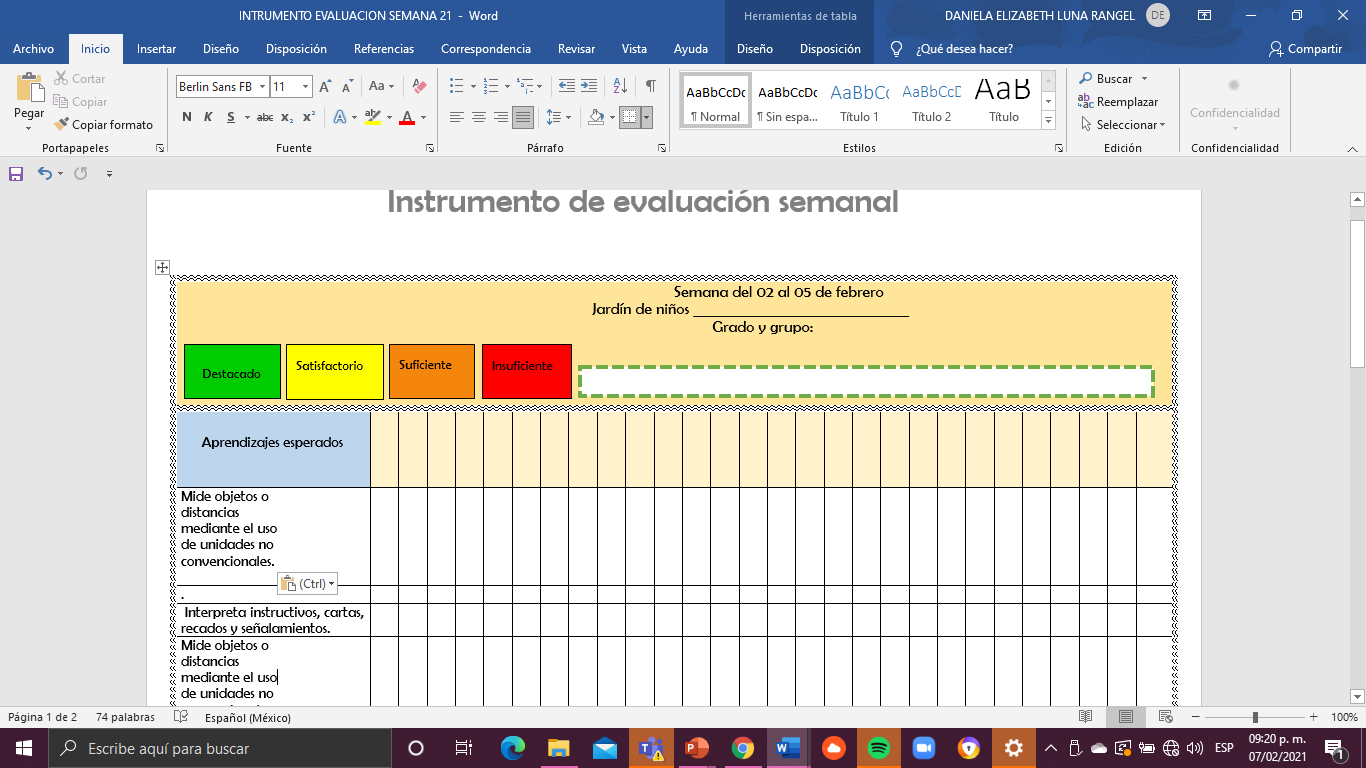 INTRUMENTO EVALUACION SEMANA 21 - Word
Herramientas de tabla
DANIELA ELIZABETH LUNA RANGEL
DE
Archivo
Inicio
Insertar
Diseño
Disposición
Referencias
Correspondencia
Revisar
Vista
Ayuda
Diseño
Disposición
¿Qué desea hacer?
Compartir
Pegar
Cortar
Copiar
Copiar formato
Portapapeles
Berlin Sans FB
11
Aa
N K S abc x₂ x²
Fuente
Párrafo
AaBbCcDc
¶ Normal
AaBbCcDc
¶ Sin espa...
AaBbCc
Título 1
AaBbCcD
Título 2
AaB
Título
Estilos
Buscar
Reemplazar
Seleccionar
Edición
Confidencialidad
Confidencialidad
Instrumento de evaluación semanal
Semana del 02 al 05 de febrero
Jardín de niños ___________________________
Grado y grupo:
Destacado
Satisfactorio
Suficiente
Insuficiente
Aprendizajes esperados
Mide objetos o
distancias
mediante el uso
de unidades no
convencionales.
(Ctrl)
.
Interpreta instructivos, cartas,
recados y señalamientos.
Mide objetos o
distancias
mediante el uso
de unidades no
Página 1 de 2
74 palabras
Español (México)
100%
Escribe aquí para buscar
ESP
09:20 p. m.
07/02/2021
1